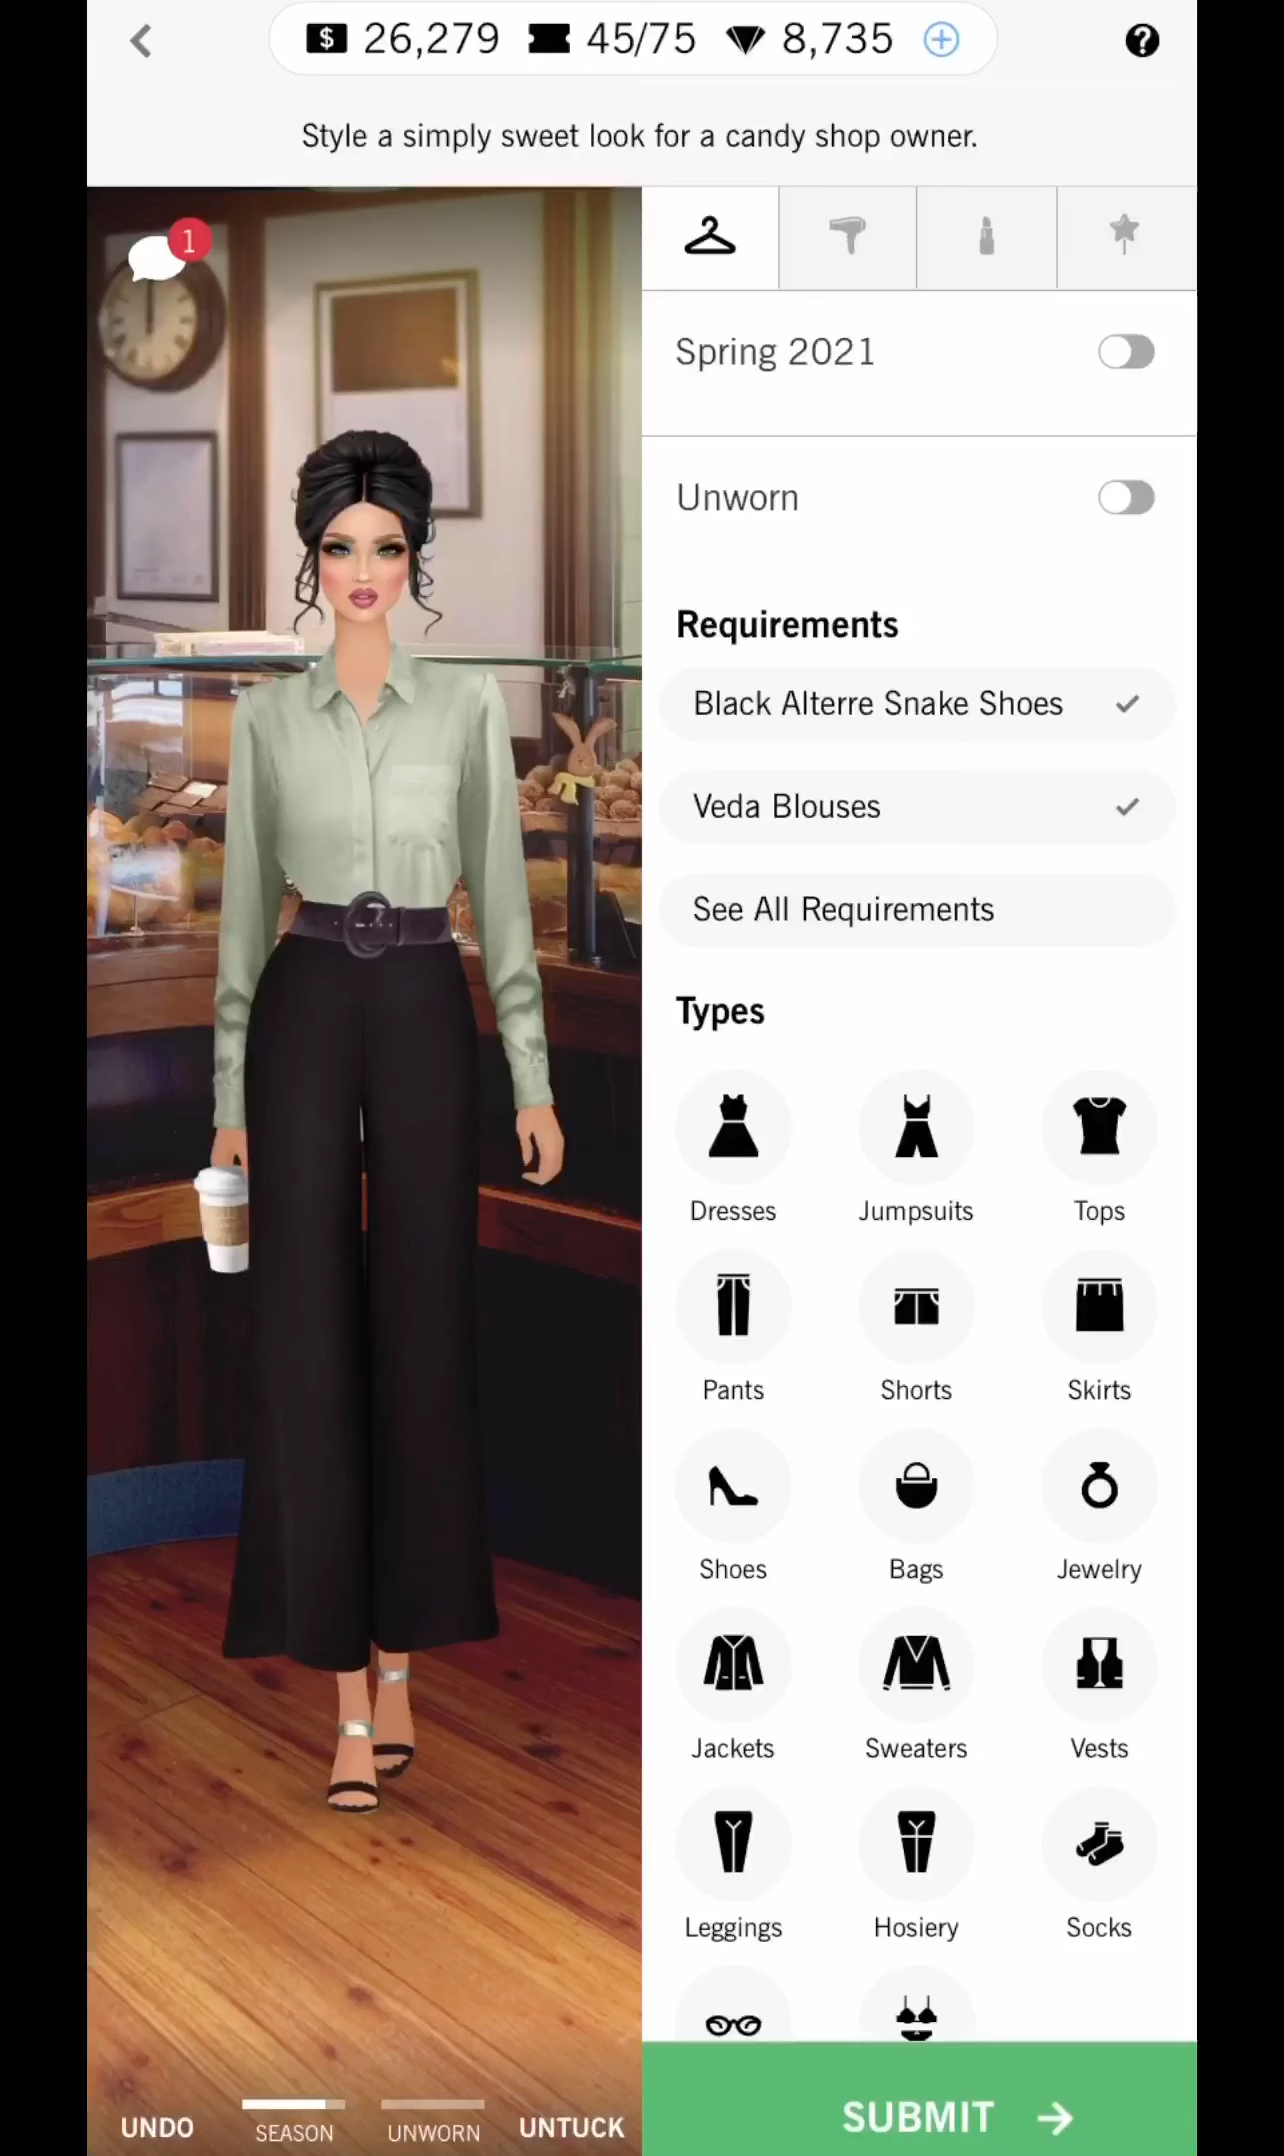 $ 26,279 45/75 8,735 + ?
Style a simply sweet look for a candy shop owner.
1
Spring 2021
Unworn
Requirements
Black Alterre Snake Shoes
Veda Blouses
See All Requirements
Types
Dresses Jumpsuits Tops
Pants Shorts Skirts
Shoes Bags Jewelry
Jackets Sweaters Vests
Leggings Hosiery Socks
UNDO SEASON UNWORN UNTUCK
SUBMIT